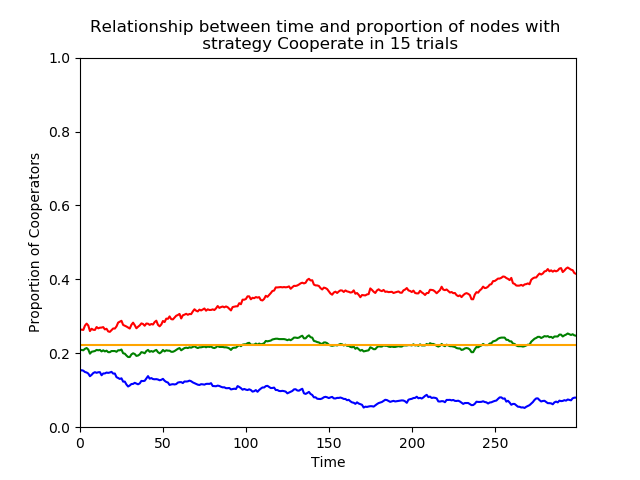 Relationship between time and proportion of nodes with
strategy Cooperate in 15 trials
1.0
0.8
0.6
0.4
0.2
0.0
Proportion of Cooperators
0 50 100 150 200 250
Time